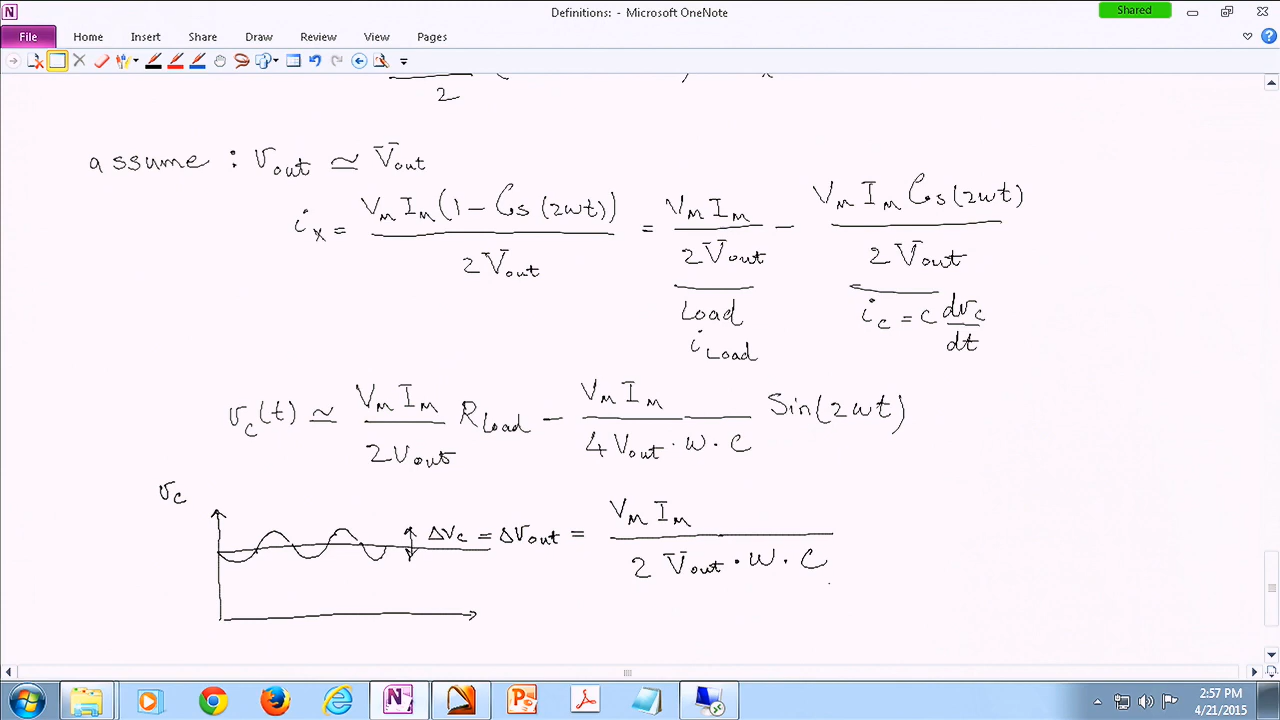 Definitions: - Microsoft OneNote
Shared
File Home Insert Share Draw Review View Pages
2
assume : v_out ≃ V̄_out
i_x = V_M I_M (1 - Cos(2ωt)) / 2V̄_out = V_M I_M / 2V̄_out - V_M I_M Cos(2ωt) / 2V̄_out
Load i_c = C dv_c/dt
i_Load
v_c(t) ≃ V_M I_M / 2V_out R_Load - V_M I_M / 4V_out · ω · C Sin(2ωt)
v_c
Δv_c = ΔV_out = V_M I_M / 2 V̄_out · ω · C
2:57 PM
4/21/2015